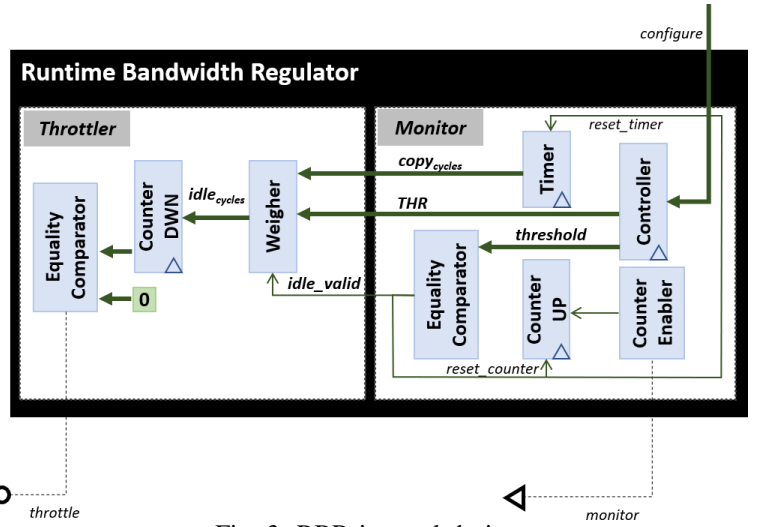 configure
Runtime Bandwidth Regulator
Throttler
Monitor
reset_timer
copycycles
Timer
Controller
idlecycles
THR
Counter
DWN
Weigher
Equality
Comparator
threshold
0
idle_valid
Equality
Comparator
Counter
UP
Counter
Enabler
reset_counter
throttle
monitor